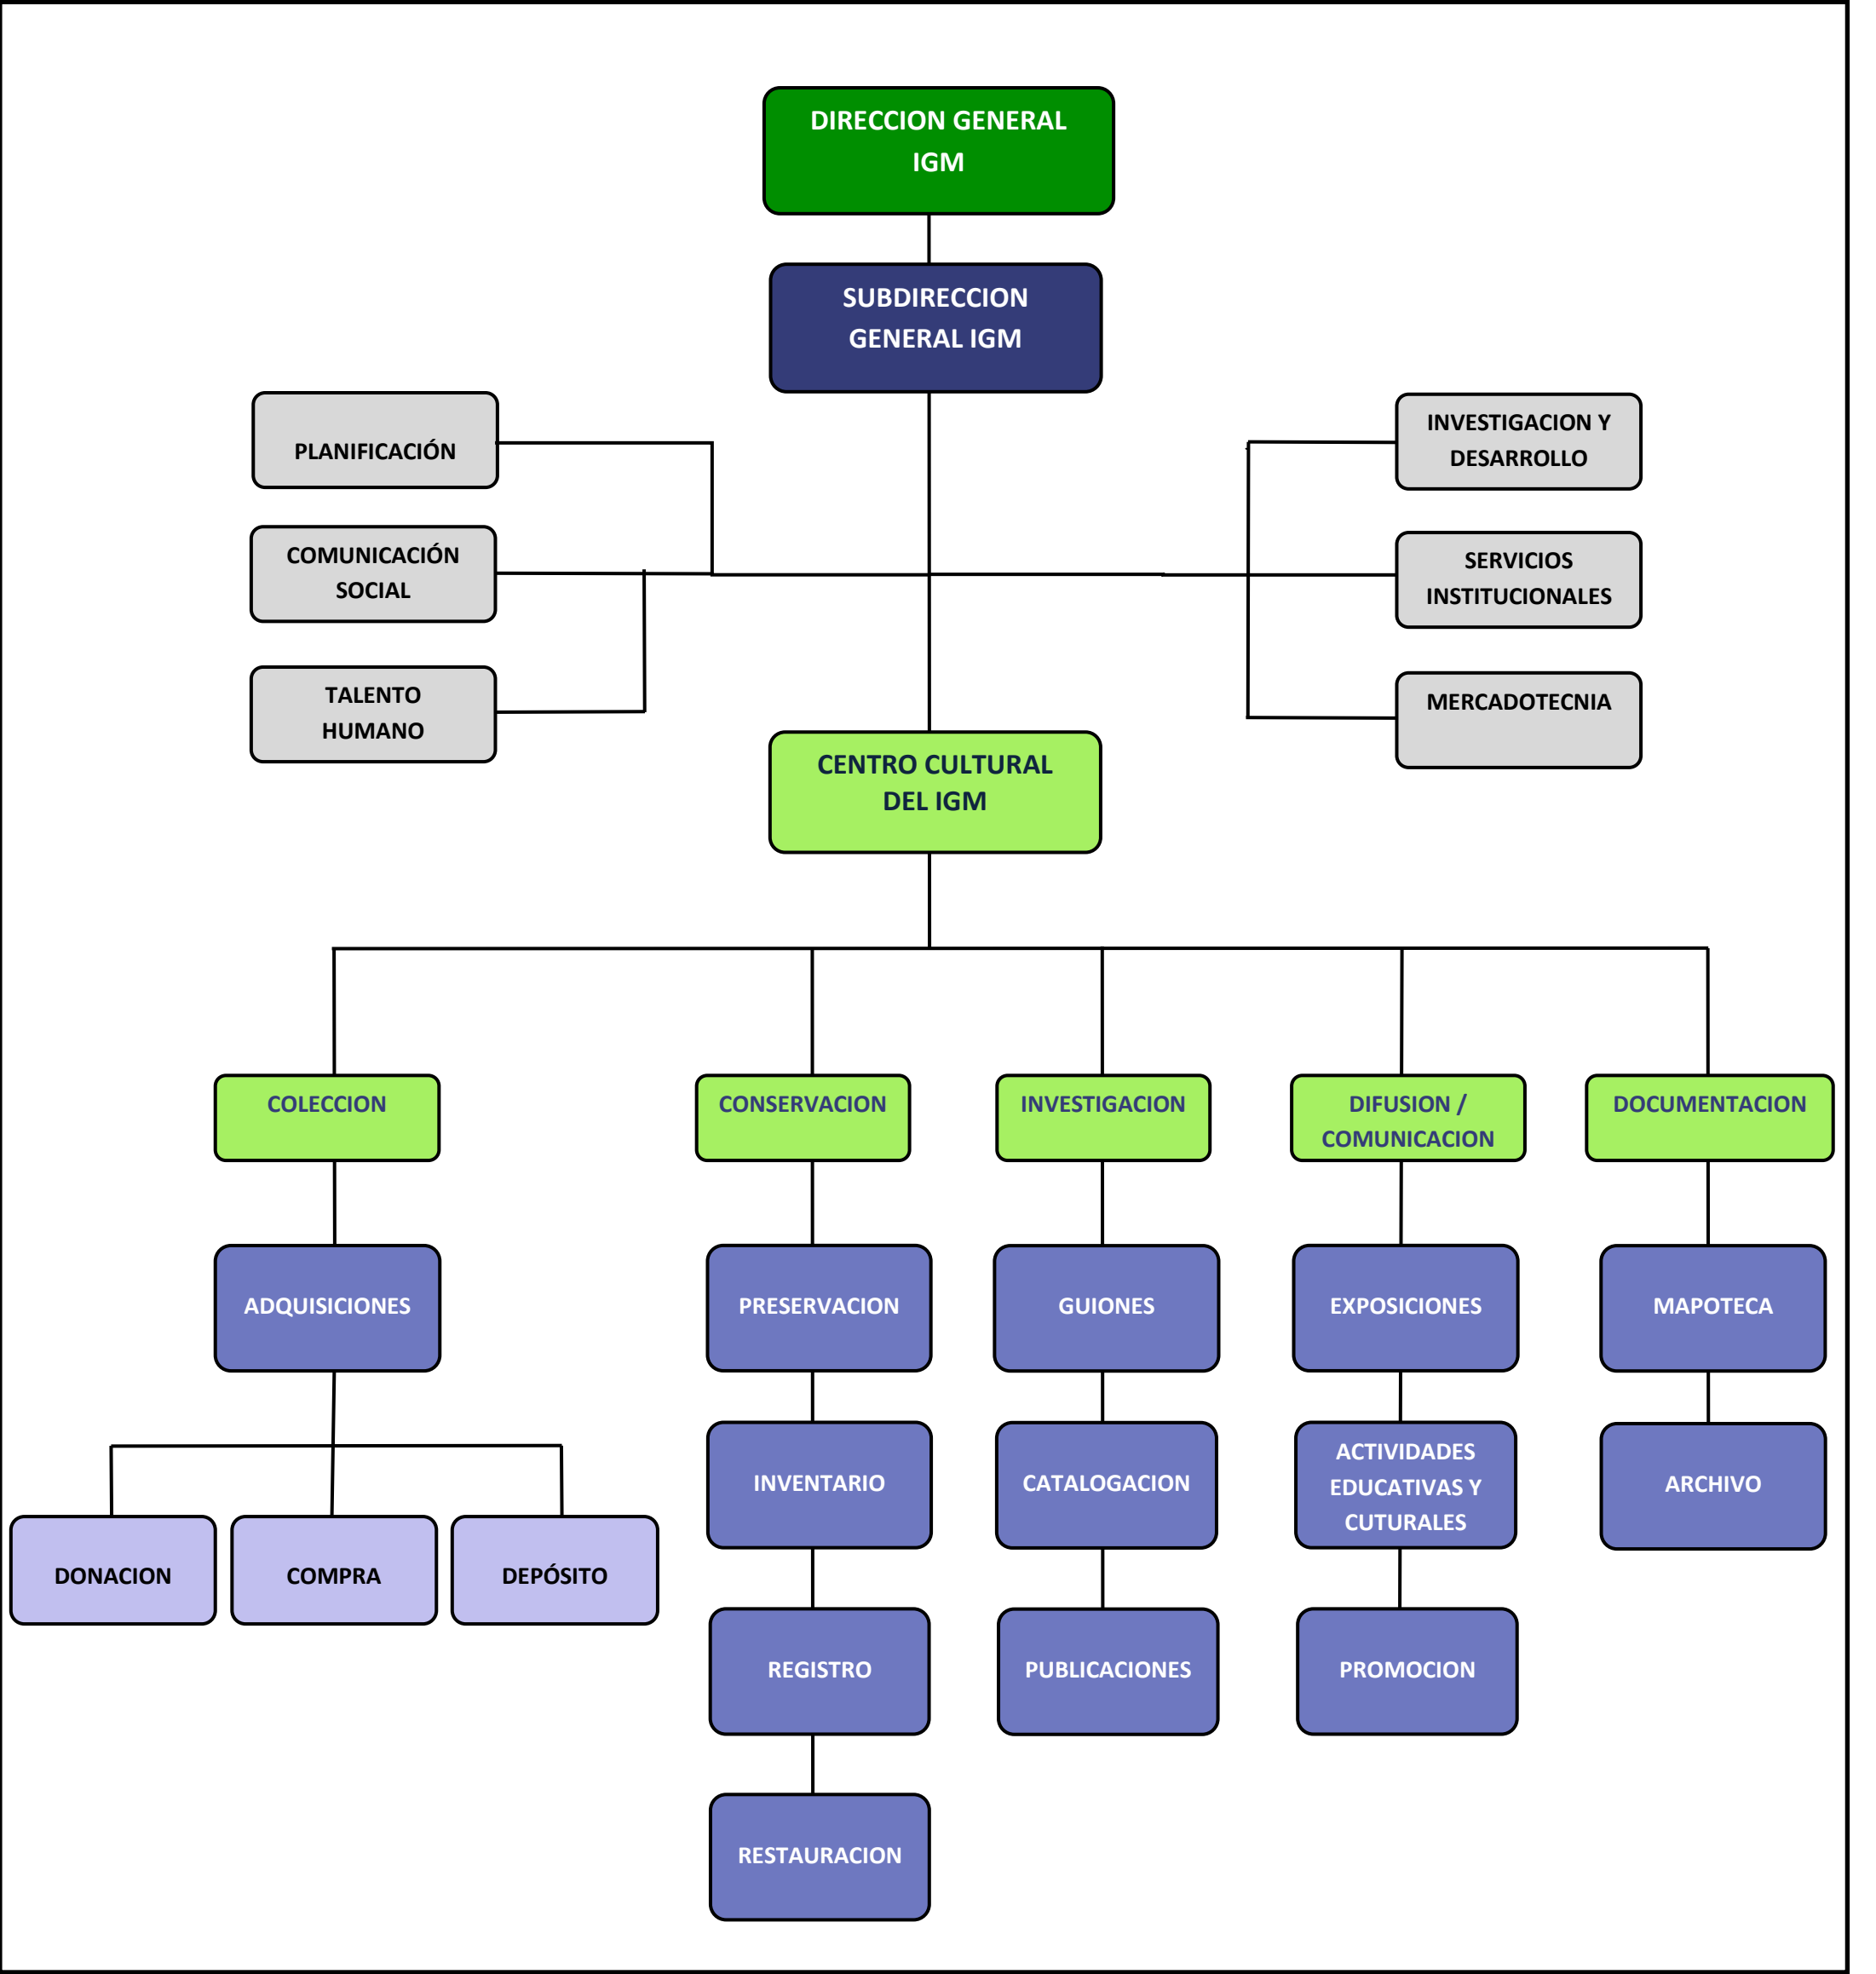 DIRECCION GENERAL
IGM
SUBDIRECCION
GENERAL IGM
PLANIFICACIÓN
INVESTIGACION Y
DESARROLLO
COMUNICACIÓN
SOCIAL
SERVICIOS
INSTITUCIONALES
TALENTO
HUMANO
MERCADOTECNIA
CENTRO CULTURAL
DEL IGM
COLECCION
CONSERVACION
INVESTIGACION
DIFUSION /
COMUNICACION
DOCUMENTACION
ADQUISICIONES
PRESERVACION
GUIONES
EXPOSICIONES
MAPOTECA
INVENTARIO
CATALOGACION
ACTIVIDADES
EDUCATIVAS Y
CUTURALES
ARCHIVO
DONACION
COMPRA
DEPÓSITO
REGISTRO
PUBLICACIONES
PROMOCION
RESTAURACION